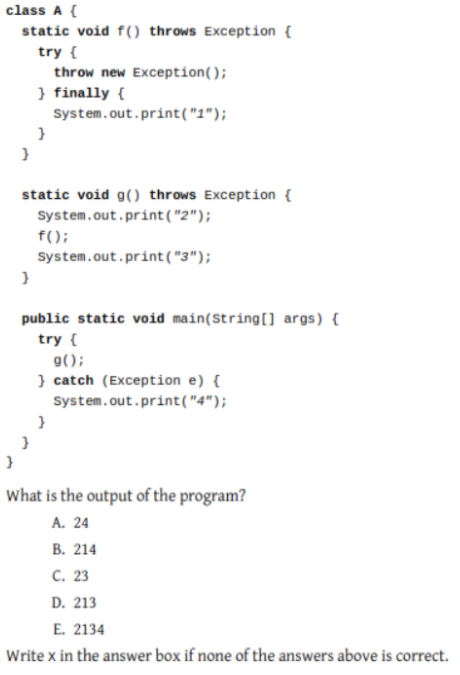 class A {
static void f() throws Exception {
try {
throw new Exception();
} finally {
System.out.print("1");
}
}
static void g() throws Exception {
System.out.print("2");
f();
System.out.print("3");
}
public static void main(String[] args) {
try {
g();
} catch (Exception e) {
System.out.print("4");
}
}
}
What is the output of the program?
A. 24
B. 214
C. 23
D. 213
E. 2134
Write x in the answer box if none of the answers above is correct.